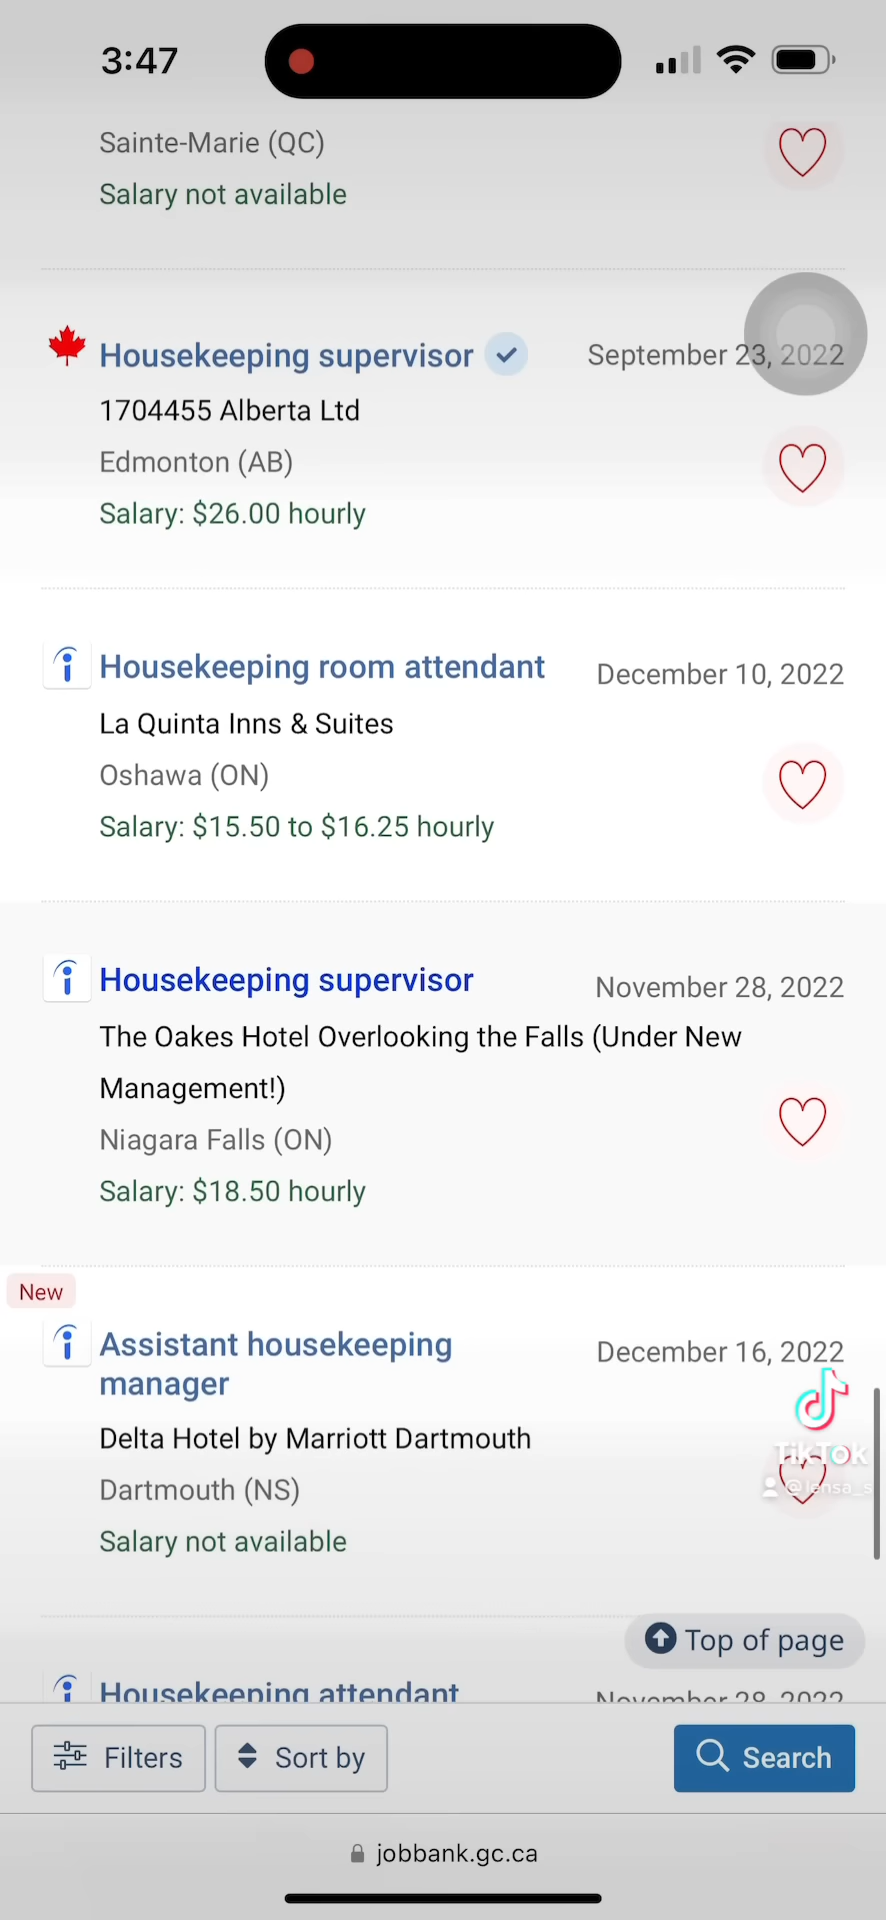 3:47
Sainte-Marie (QC)
Salary not available
Housekeeping supervisor
September 23, 2022
1704455 Alberta Ltd
Edmonton (AB)
Salary: $26.00 hourly
Housekeeping room attendant
December 10, 2022
La Quinta Inns & Suites
Oshawa (ON)
Salary: $15.50 to $16.25 hourly
Housekeeping supervisor
November 28, 2022
The Oakes Hotel Overlooking the Falls (Under New
Management!)
Niagara Falls (ON)
Salary: $18.50 hourly
New
Assistant housekeeping
manager
December 16, 2022
Delta Hotel by Marriott Dartmouth
TikTok
Dartmouth (NS)
@lensa_s
Salary not available
Top of page
Housekeeping attendant
November 28, 2022
Filters
Sort by
Search
jobbank.gc.ca